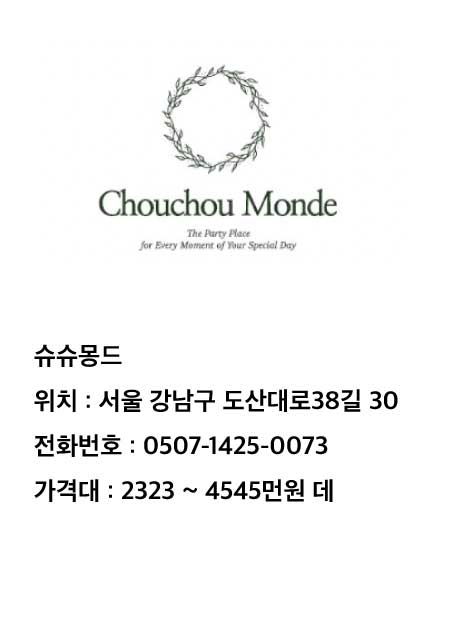 Chouchou Monde
The Party Place
for Every Moment of Your Special Day
슈슈몽드
위치 : 서울 강남구 도산대로38길 30
전화번호 : 0507-1425-0073
가격대 : 2323 ~ 4545먼원 데